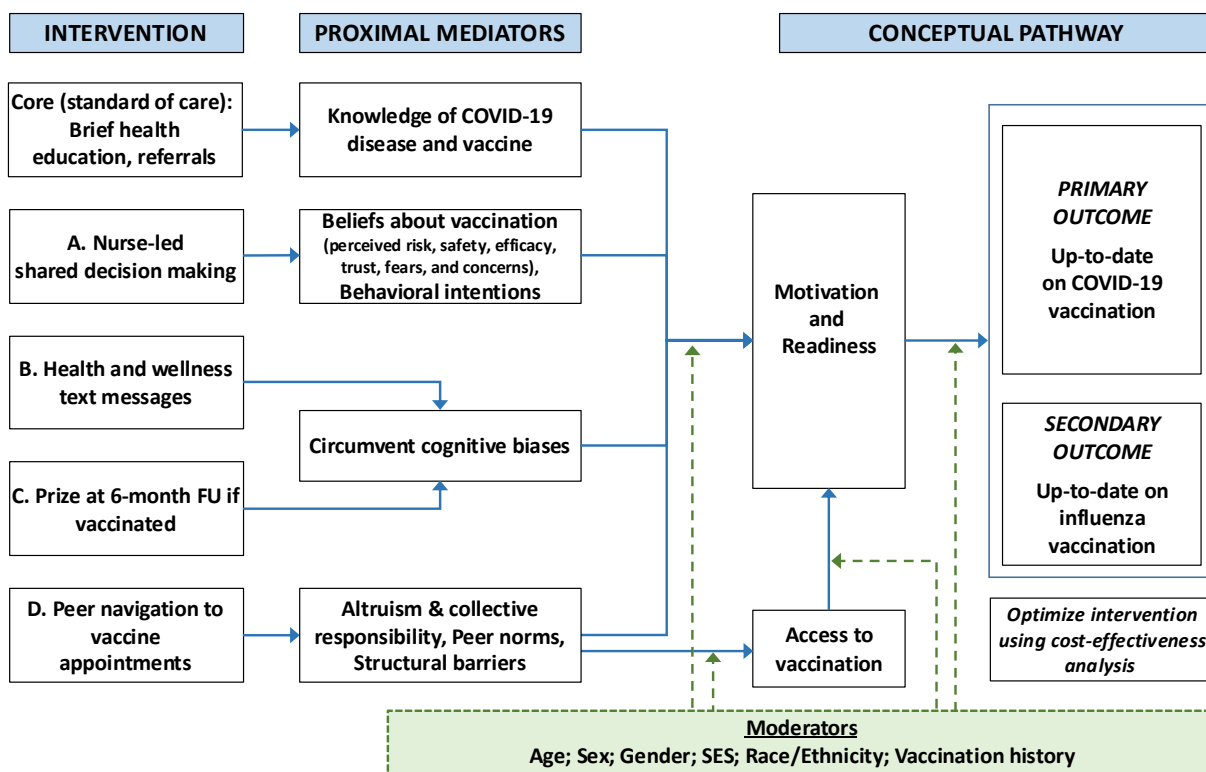 INTERVENTION
PROXIMAL MEDIATORS
CONCEPTUAL PATHWAY
Core (standard of care):
Brief health
education, referrals
Knowledge of COVID-19
disease and vaccine
A. Nurse-led
shared decision making
Beliefs about vaccination
(perceived risk, safety, efficacy,
trust, fears, and concerns),
Behavioral intentions
B. Health and wellness
text messages
Circumvent cognitive biases
C. Prize at 6-month FU if
vaccinated
D. Peer navigation to
vaccine
appointments
Altruism & collective
responsibility, Peer norms,
Structural barriers
Motivation
and
Readiness
Access to
vaccination
PRIMARY
OUTCOME
Up-to-date
on COVID-19
vaccination
SECONDARY
OUTCOME
Up-to-date on
influenza
vaccination
Optimize intervention
using cost-effectiveness
analysis
Moderators
Age; Sex; Gender; SES; Race/Ethnicity; Vaccination history